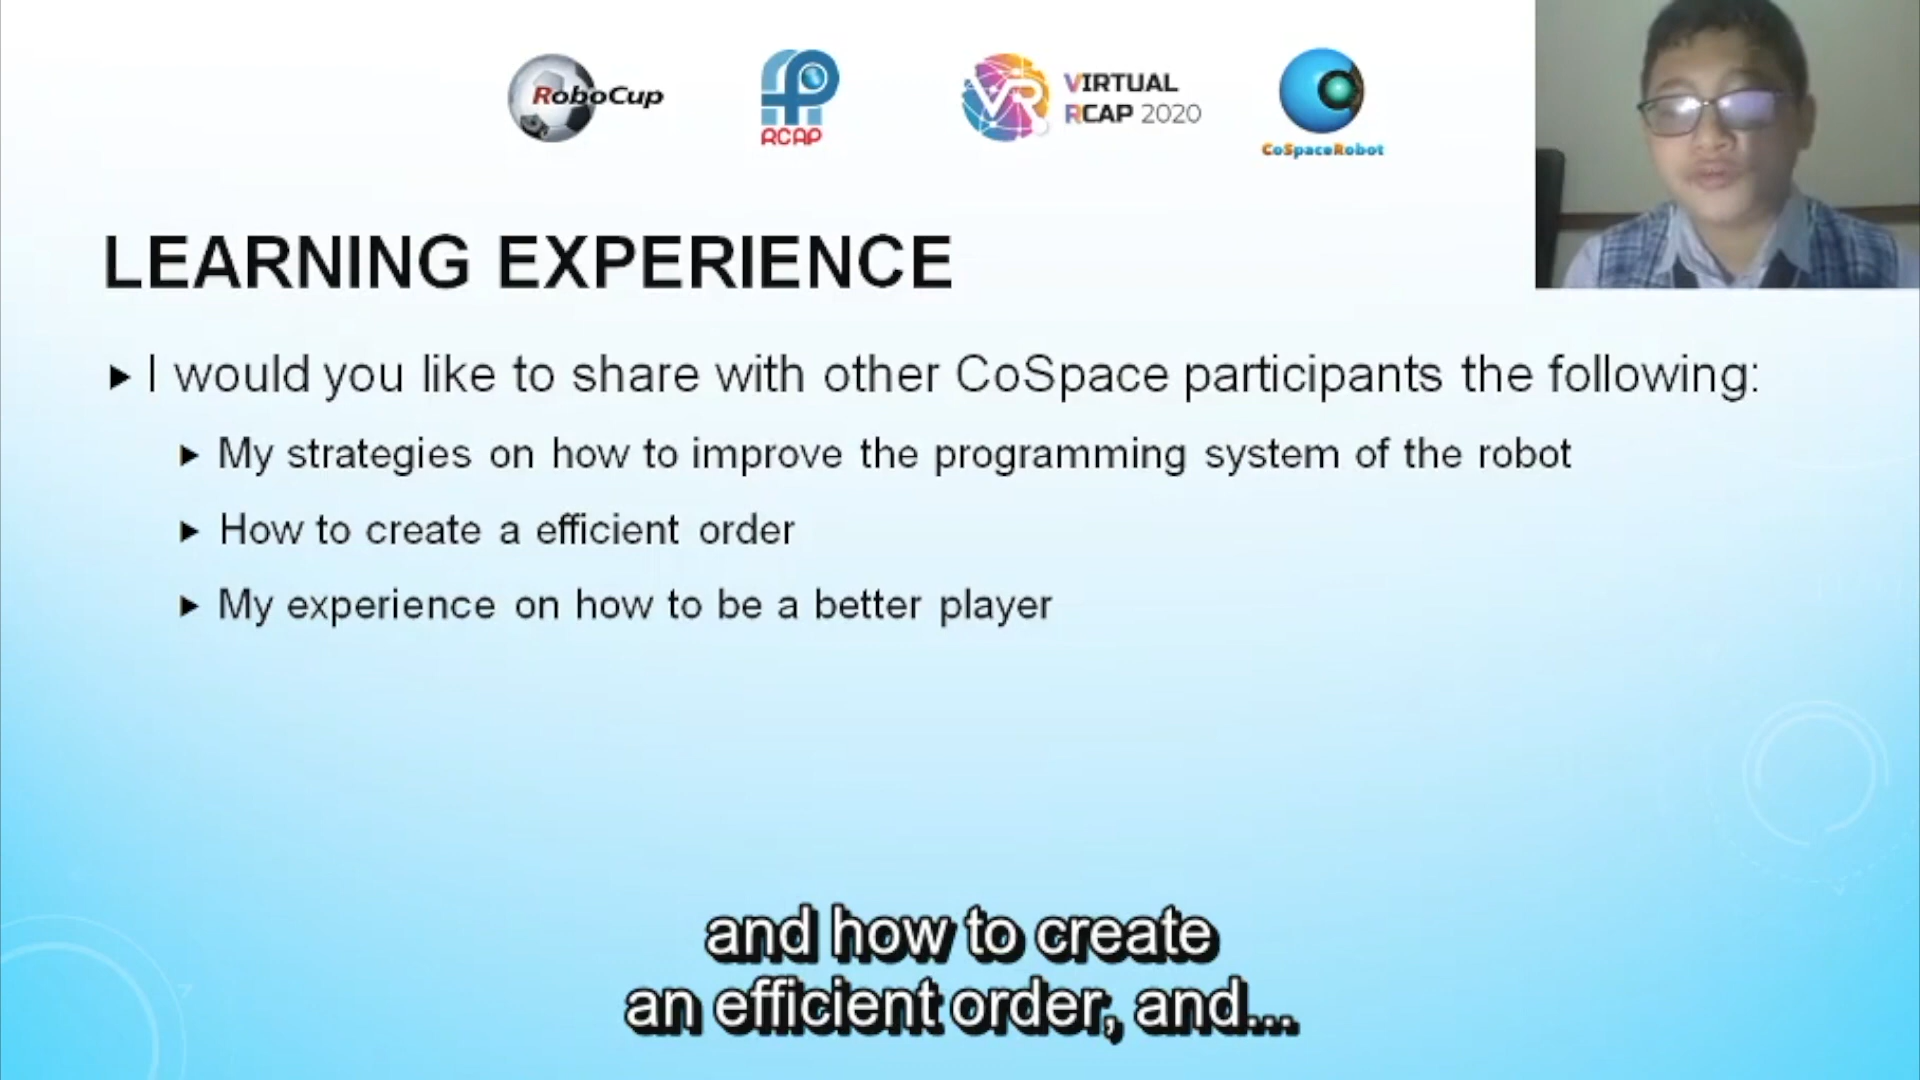 RoboCup
RCAP
VIRTUAL
RCAP 2020
CoSpaceRobot
LEARNING EXPERIENCE
I would you like to share with other CoSpace participants the following:
My strategies on how to improve the programming system of the robot
How to create a efficient order
My experience on how to be a better player
and how to create
an efficient order, and...